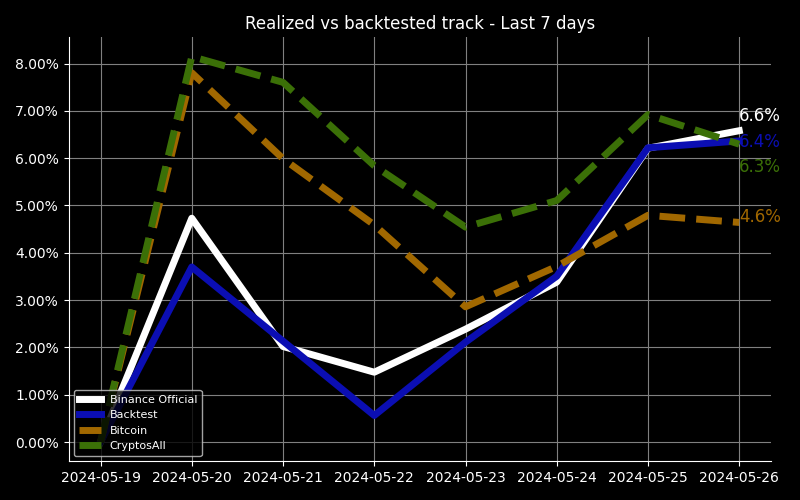 Realized vs backtested track - Last 7 days
8.00%
7.00%
6.00%
5.00%
4.00%
3.00%
2.00%
1.00%
0.00%
6.6%
6.4%
6.3%
4.6%
Binance Official
Backtest
Bitcoin
CryptosAll
2024-05-19 2024-05-20 2024-05-21 2024-05-22 2024-05-23 2024-05-24 2024-05-25 2024-05-26